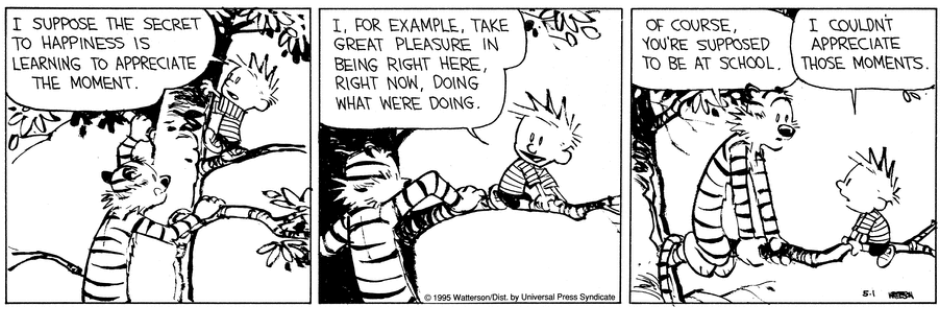 I SUPPOSE THE SECRET
TO HAPPINESS IS
LEARNING TO APPRECIATE
THE MOMENT.
I, FOR EXAMPLE, TAKE
GREAT PLEASURE IN
BEING RIGHT HERE,
RIGHT NOW, DOING
WHAT WE'RE DOING.
© 1995 Watterson/Dist. by Universal Press Syndicate
OF COURSE,
YOU'RE SUPPOSED
TO BE AT SCHOOL.
I COULDN'T
APPRECIATE
THOSE MOMENTS.
5-1 WATTERSON